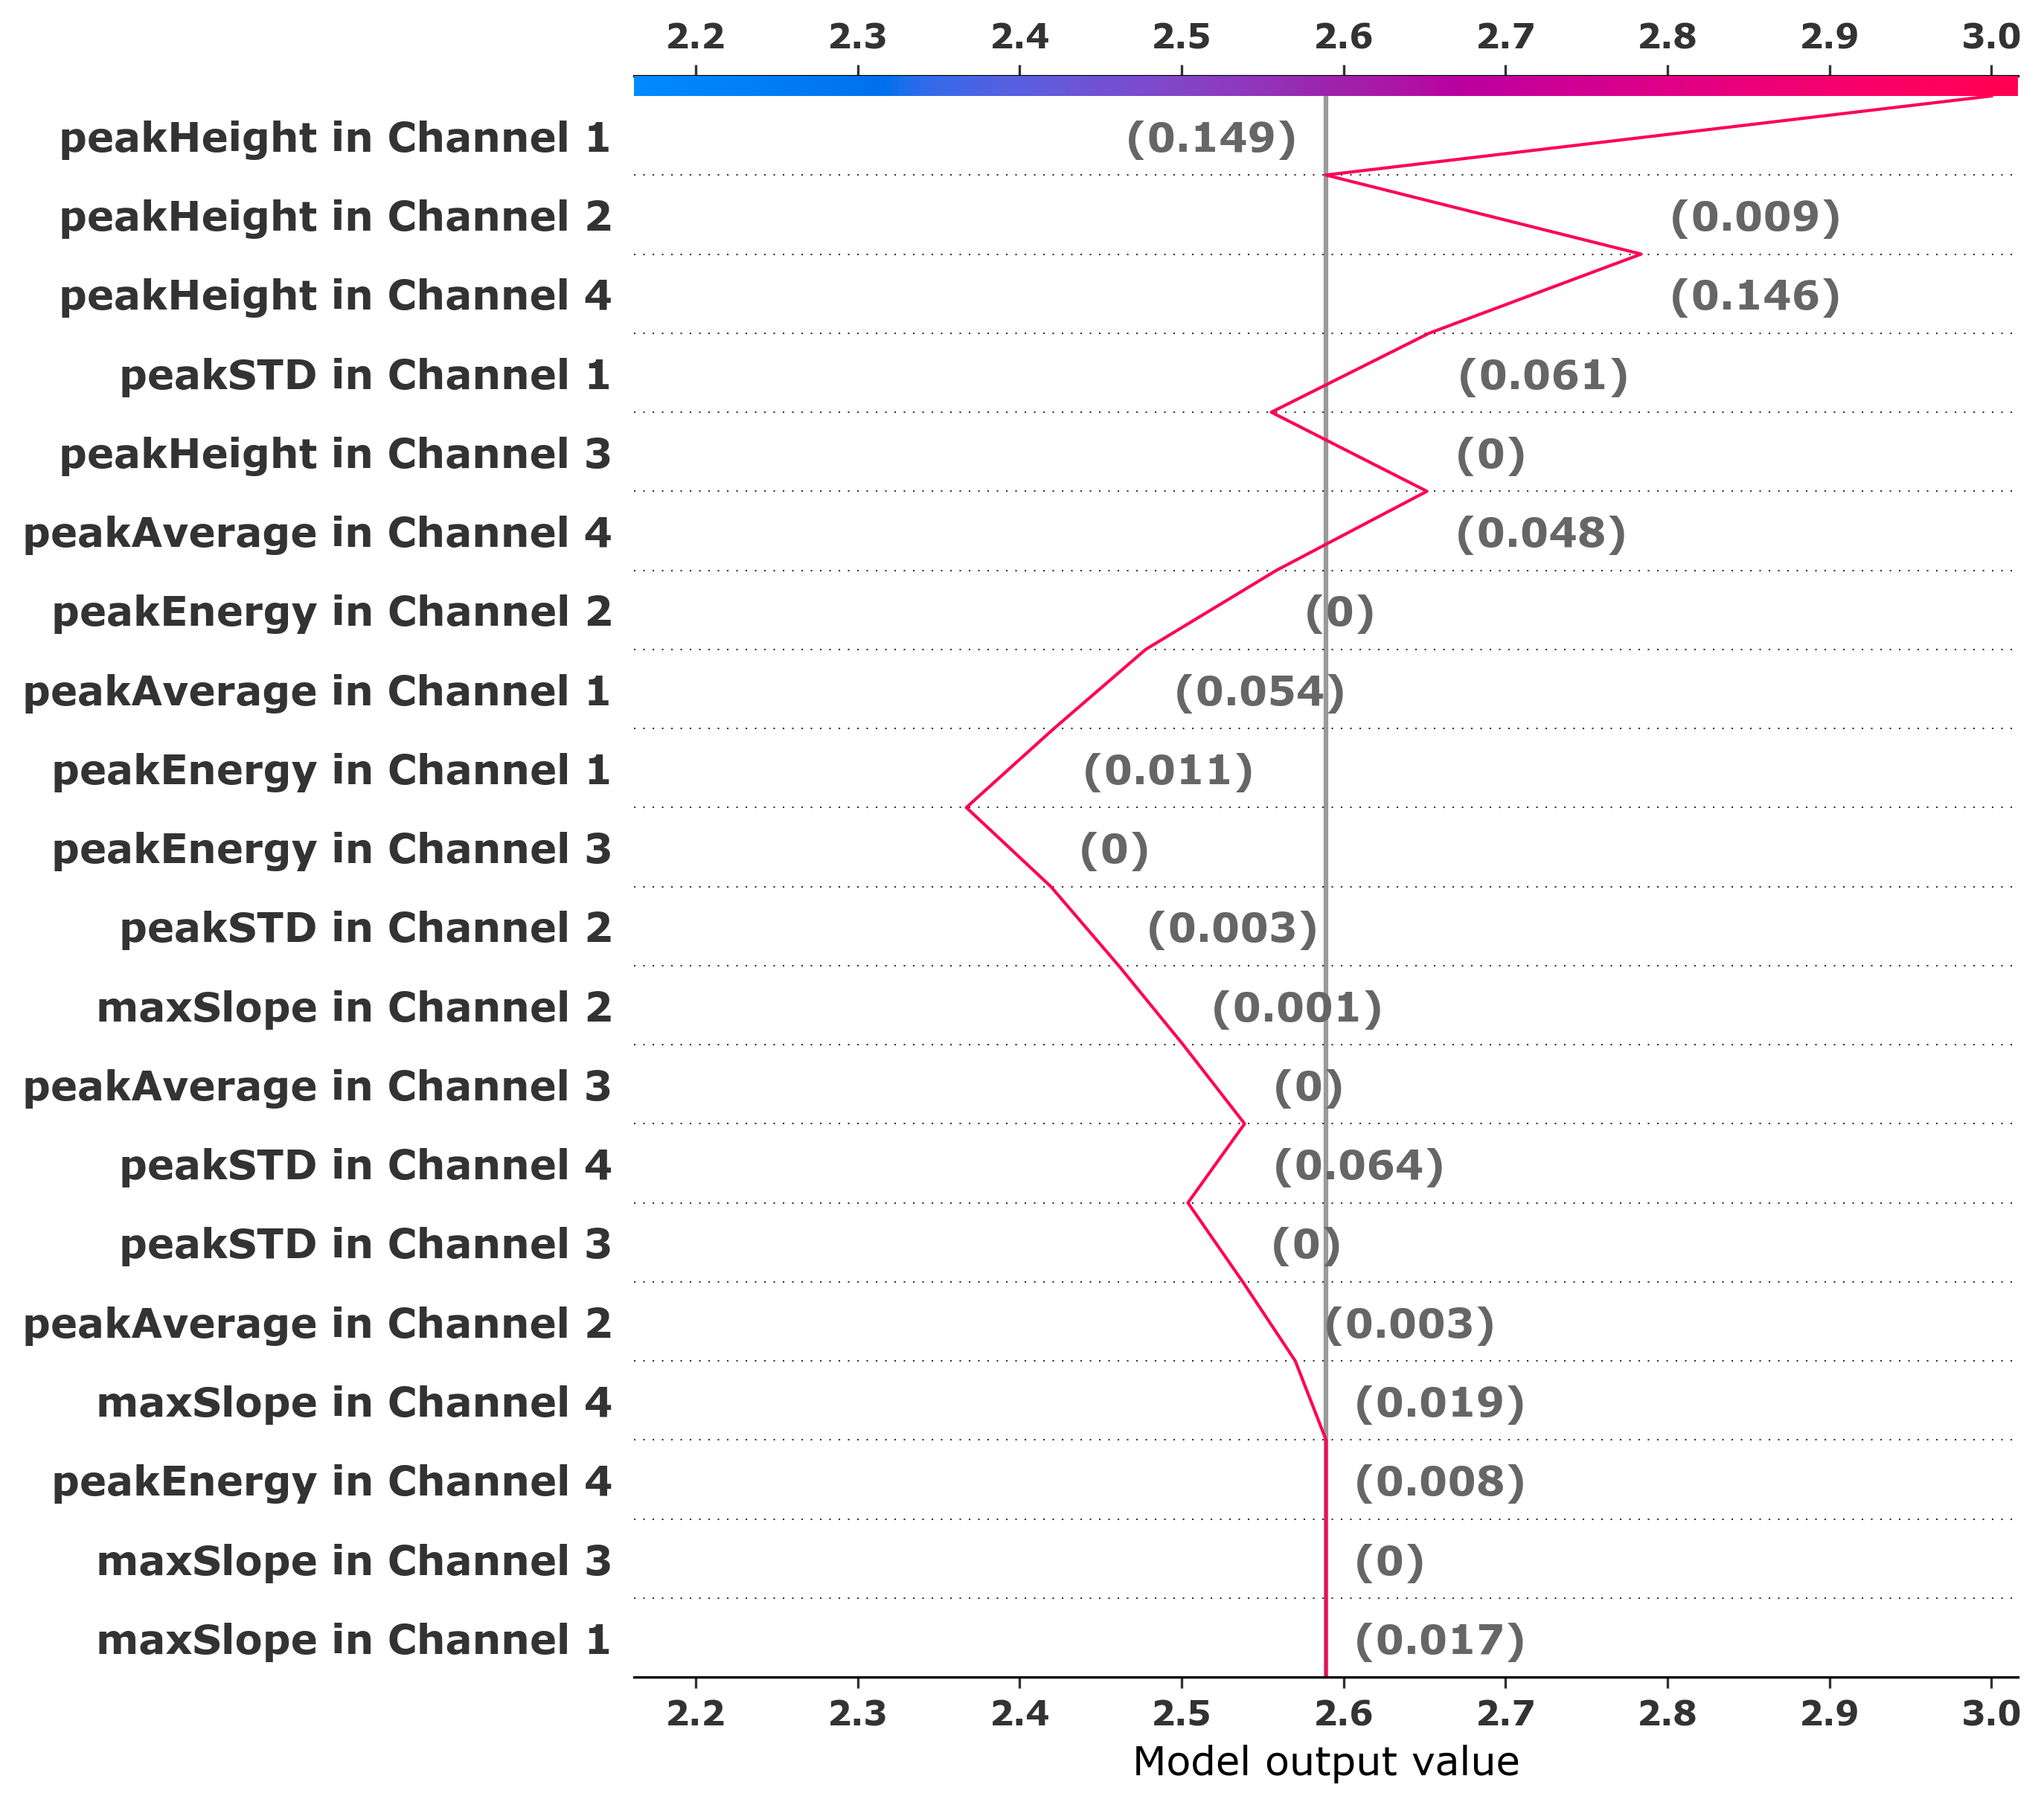 2.2 2.3 2.4 2.5 2.6 2.7 2.8 2.9 3.0
peakHeight in Channel 1 (0.149)
peakHeight in Channel 2 (0.009)
peakHeight in Channel 4 (0.146)
peakSTD in Channel 1 (0.061)
peakHeight in Channel 3 (0)
peakAverage in Channel 4 (0.048)
peakEnergy in Channel 2 (0)
peakAverage in Channel 1 (0.054)
peakEnergy in Channel 1 (0.011)
peakEnergy in Channel 3 (0)
peakSTD in Channel 2 (0.003)
maxSlope in Channel 2 (0.001)
peakAverage in Channel 3 (0)
peakSTD in Channel 4 (0.064)
peakSTD in Channel 3 (0)
peakAverage in Channel 2 (0.003)
maxSlope in Channel 4 (0.019)
peakEnergy in Channel 4 (0.008)
maxSlope in Channel 3 (0)
maxSlope in Channel 1 (0.017)
2.2 2.3 2.4 2.5 2.6 2.7 2.8 2.9 3.0
Model output value